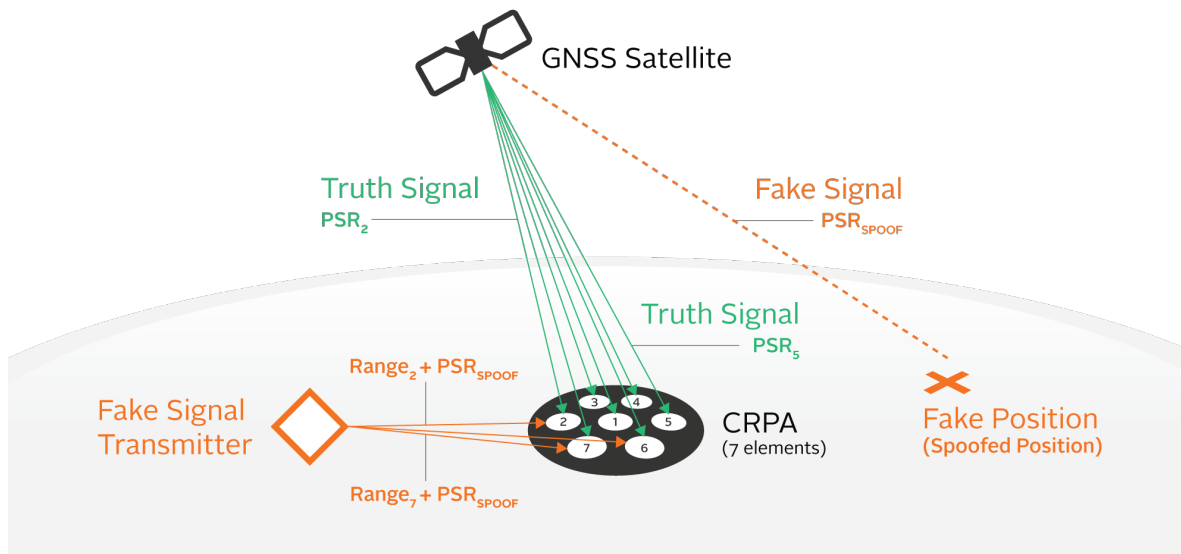 GNSS Satellite
Truth Signal
PSR2
Fake Signal
PSRSPOOF
Truth Signal
PSR5
Range2 + PSRSPOOF
Fake Signal
Transmitter
Range7 + PSRSPOOF
3
4
2
1
5
7
6
CRPA
(7 elements)
Fake Position
(Spoofed Position)